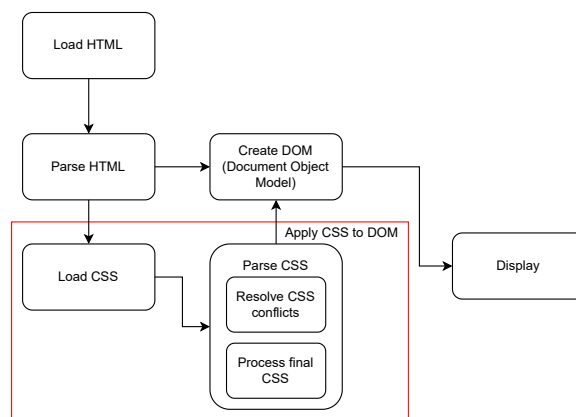 Load HTML
Parse HTML
Create DOM
(Document Object
Model)
Apply CSS to DOM
Load CSS
Parse CSS
Resolve CSS
conflicts
Process final
CSS
Display